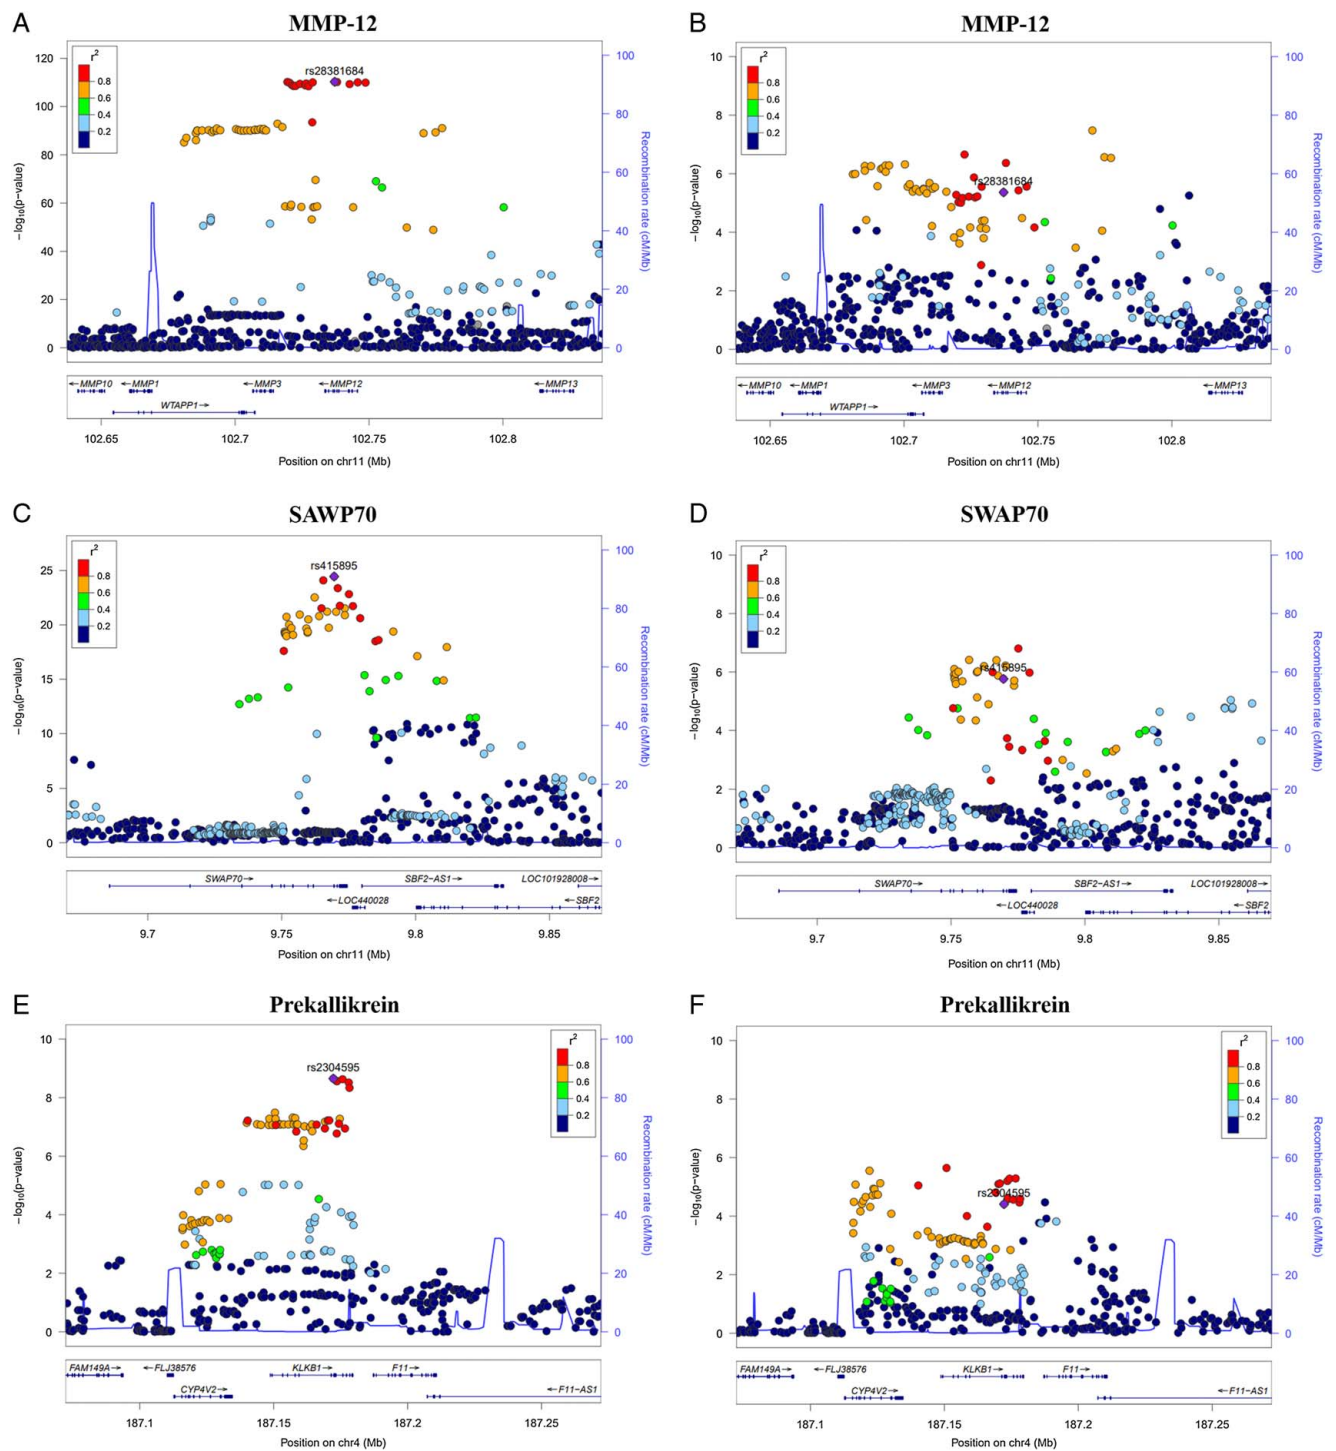 A
MMP-12
r2
0.8
0.6
0.4
0.2
rs28381684
120
100
80
60
40
20
0
−log10(p−value)
100
80
60
40
20
0
Recombination rate (cM/Mb)
←MMP10
←MMP1
←MMP3
←MMP12
←MMP13
WTAPP1→
102.65
102.7
102.75
102.8
Position on chr11 (Mb)
B
MMP-12
r2
0.8
0.6
0.4
0.2
rs28381684
10
8
6
4
2
0
−log10(p−value)
100
80
60
40
20
0
Recombination rate (cM/Mb)
←MMP10
←MMP1
←MMP3
←MMP12
←MMP13
WTAPP1→
102.65
102.7
102.75
102.8
Position on chr11 (Mb)
C
SAWP70
r2
0.8
0.6
0.4
0.2
rs415895
25
20
15
10
5
0
−log10(p−value)
100
80
60
40
20
0
Recombination rate (cM/Mb)
SWAP70→
SBF2−AS1→
LOC101928008→
←LOC440028
←SBF2
9.7
9.75
9.8
9.85
Position on chr11 (Mb)
D
SWAP70
r2
0.8
0.6
0.4
0.2
rs415895
10
8
6
4
2
0
−log10(p−value)
100
80
60
40
20
0
Recombination rate (cM/Mb)
SWAP70→
SBF2−AS1→
LOC101928008→
←LOC440028
←SBF2
9.7
9.75
9.8
9.85
Position on chr11 (Mb)
E
Prekallikrein
r2
0.8
0.6
0.4
0.2
rs2304595
10
8
6
4
2
0
−log10(p−value)
100
80
60
40
20
0
Recombination rate (cM/Mb)
FAM149A→
←FLJ38576
KLKB1→
F11→
CYP4V2→
←F11−AS1
187.1
187.15
187.2
187.25
Position on chr4 (Mb)
F
Prekallikrein
r2
0.8
0.6
0.4
0.2
rs2304595
10
8
6
4
2
0
−log10(p−value)
100
80
60
40
20
0
Recombination rate (cM/Mb)
FAM149A→
←FLJ38576
KLKB1→
F11→
CYP4V2→
←F11−AS1
187.1
187.15
187.2
187.25
Position on chr4 (Mb)